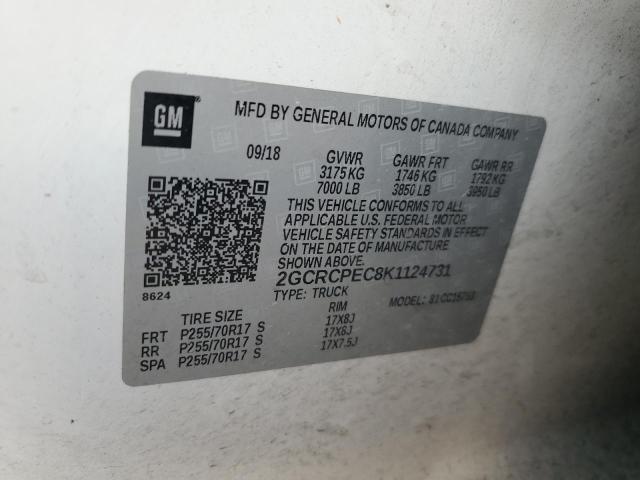 GM
MFD BY GENERAL MOTORS OF CANADA COMPANY
09/18 GVWR GAWR FRT GAWR RR
3175 KG 1746 KG 1792 KG
7000 LB 3850 LB 3950 LB
THIS VEHICLE CONFORMS TO ALL
APPLICABLE U.S. FEDERAL MOTOR
VEHICLE SAFETY STANDARDS IN EFFECT
ON THE DATE OF MANUFACTURE
SHOWN ABOVE.
2GCRCPEC8K1124731
8624
TYPE: TRUCK MODEL:
TIRE SIZE RIM
FRT P255/70R17 S 17X8J
RR P255/70R17 S 17X8J
SPA P255/70R17 S 17X7.5J